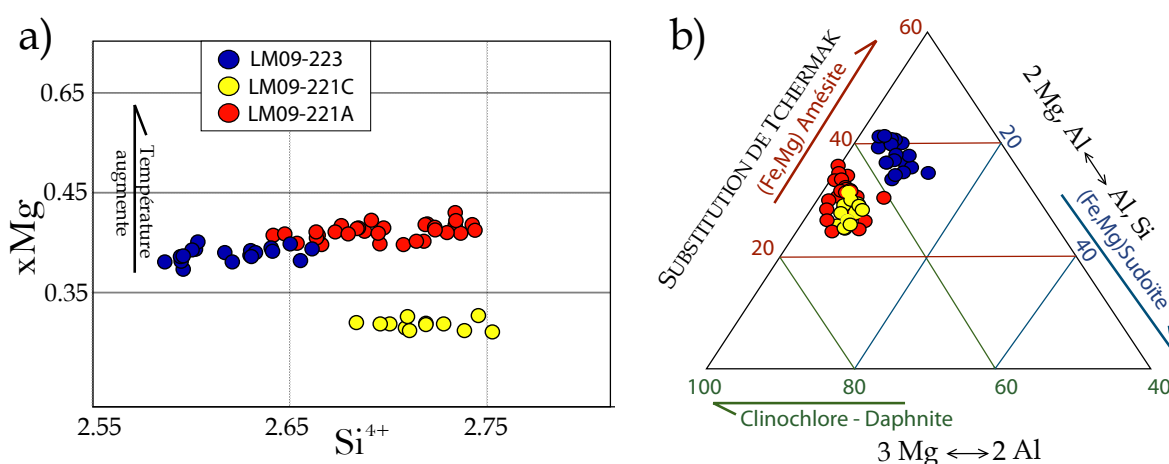 a)
LM09-223
LM09-221C
LM09-221A
0.65
0.45
0.35
xMg
Température
augmente
2.55
2.65
2.75
Si4+
b)
60
40
20
20
40
100
80
60
40
SUBSTITUTION DE TCHERMAK
(Fe,Mg) Amésite
2 Mg, Al ↔ Al, Si
(Fe,Mg)Sudoïte
Clinochlore - Daphnite
3 Mg ↔ 2 Al